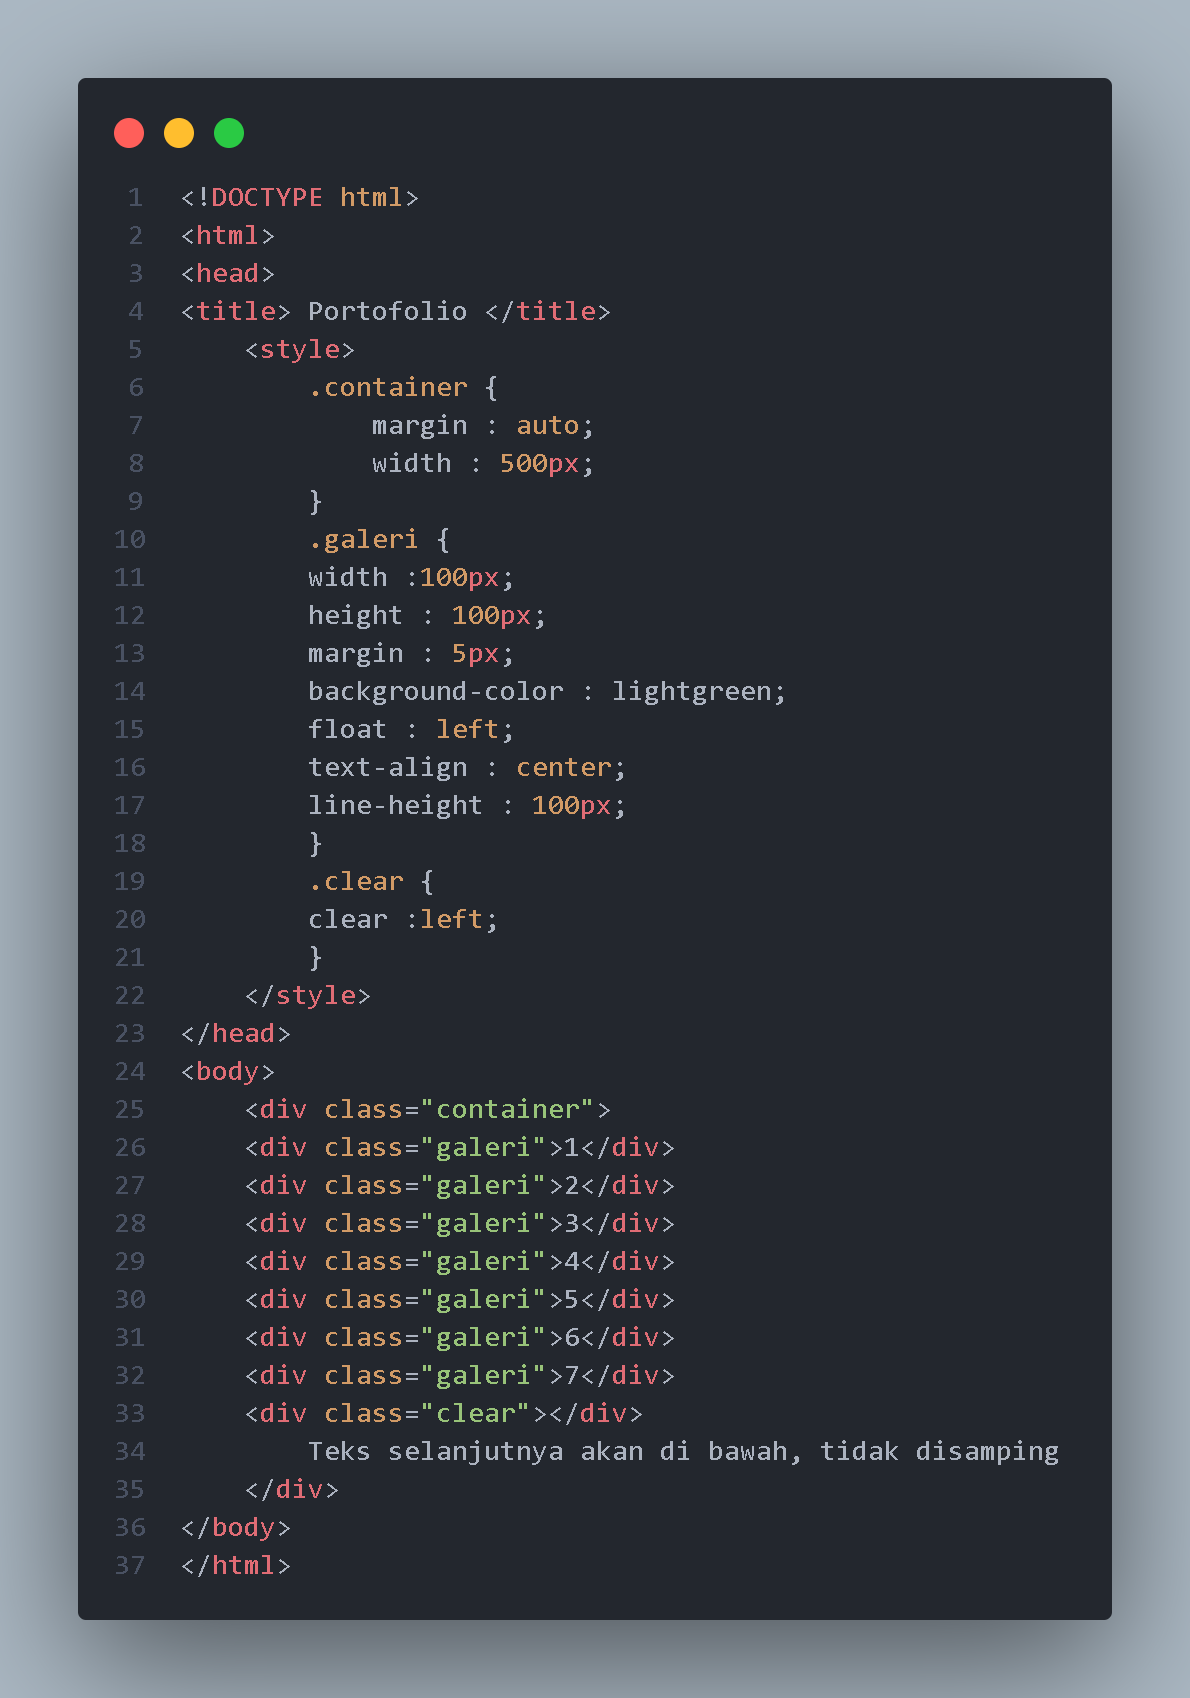 1 <!DOCTYPE html>
2 <html>
3 <head>
4 <title> Portofolio </title>
5     <style>
6         .container {
7             margin : auto;
8             width : 500px;
9         }
10         .galeri {
11         width :100px;
12         height : 100px;
13         margin : 5px;
14         background-color : lightgreen;
15         float : left;
16         text-align : center;
17         line-height : 100px;
18         }
19         .clear {
20         clear :left;
21         }
22     </style>
23 </head>
24 <body>
25     <div class="container">
26     <div class="galeri">1</div>
27     <div class="galeri">2</div>
28     <div class="galeri">3</div>
29     <div class="galeri">4</div>
30     <div class="galeri">5</div>
31     <div class="galeri">6</div>
32     <div class="galeri">7</div>
33     <div class="clear"></div>
34         Teks selanjutnya akan di bawah, tidak disamping
35     </div>
36 </body>
37 </html>